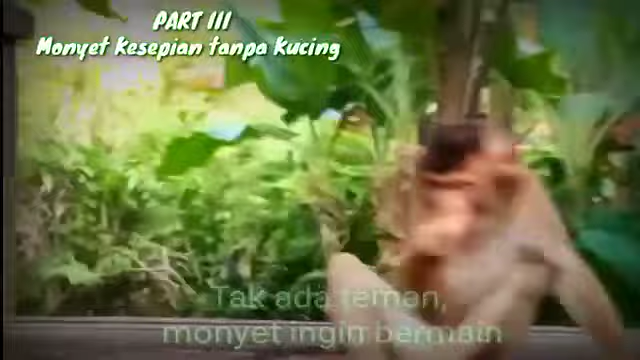 PART III
Monyet Kesepian tanpa Kucing
Tak ada teman,
monyet ingin bermain